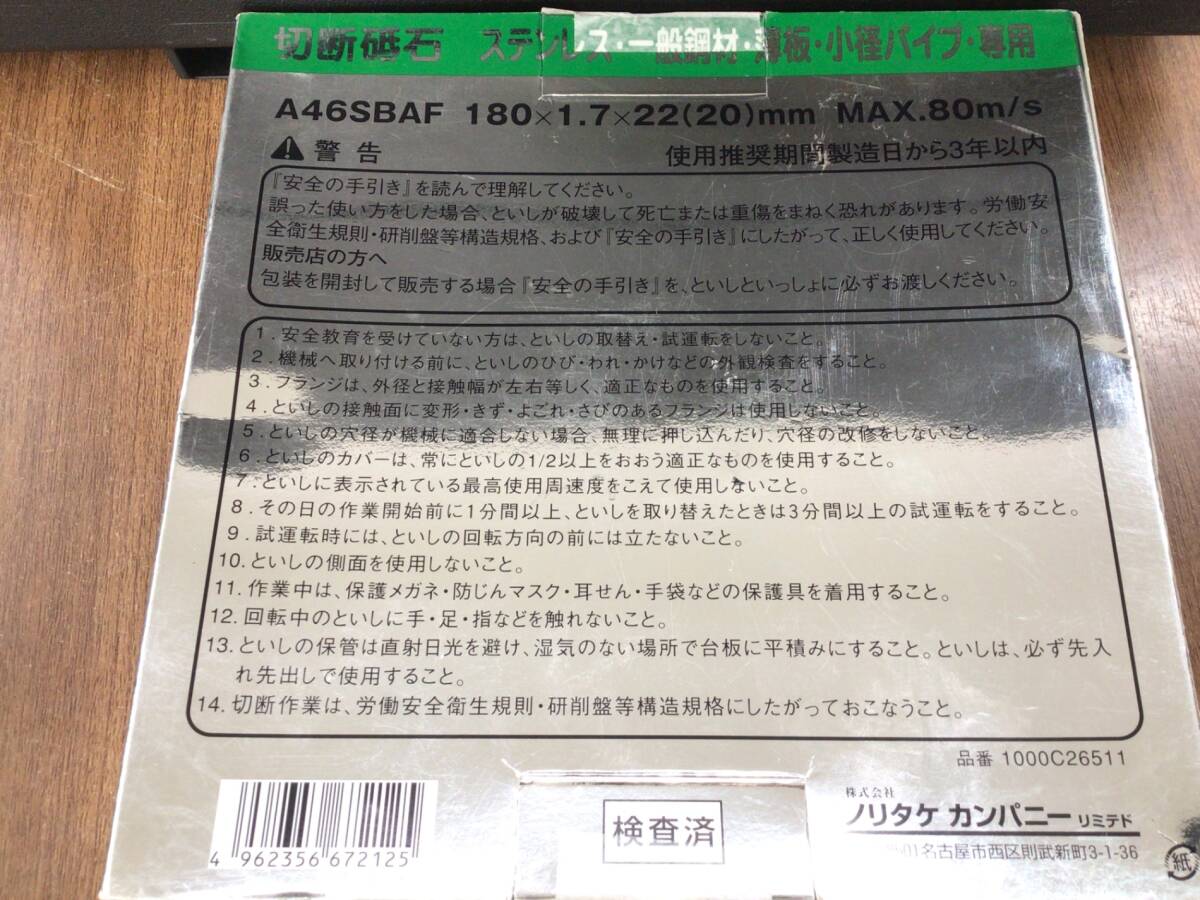 切断砥石 ステンレス・一般鋼材・薄板・小径パイプ・専用
A46SBAF 180×1.7×22(20)mm MAX.80m/s
警告 使用推奨期間製造日から3年以内
『安全の手引き』を読んで理解してください。
誤った使い方をした場合、といしが破壊して死亡または重傷をまねく恐れがあります。労働安
全衛生規則・研削盤等構造規格、および『安全の手引き』にしたがって、正しく使用してください。
販売店の方へ
包装を開封して販売する場合『安全の手引き』を、といしといっしょに必ずお渡しください。
1.安全教育を受けていない方は、といしの取替え・試運転をしないこと。
2.機械へ取り付ける前に、といしのひび・われ・かけなどの外観検査をすること。
3.フランジは、外径と接触幅が左右等しく、適正なものを使用すること。
4.といしの接触面に変形・きず・よごれ・さびのあるフランジは使用しないこと。
5.といしの穴径が機械に適合しない場合、無理に押し込んだり、穴径の改修をしないこと。
6.といしのカバーは、常にといしの1/2以上をおおう適正なものを使用すること。
7.といしに表示されている最高使用周速度をこえて使用しないこと。
8.その日の作業開始前に1分間以上、といしを取り替えたときは3分間以上の試運転をすること。
9.試運転時には、といしの回転方向の前には立たないこと。
10.といしの側面を使用しないこと。
11.作業中は、保護メガネ・防じんマスク・耳せん・手袋などの保護具を着用すること。
12.回転中のといしに手・足・指などを触れないこと。
13.といしの保管は直射日光を避け、湿気のない場所で台板に平積みにすること。といしは、必ず先入
れ先出しで使用すること。
14.切断作業は、労働安全衛生規則・研削盤等構造規格にしたがっておこなうこと。
品番 1000C26511
株式会社
ノリタケ カンパニー リミテド
名古屋市西区則武新町3-1-36
検査済
4 962356 672125
紙